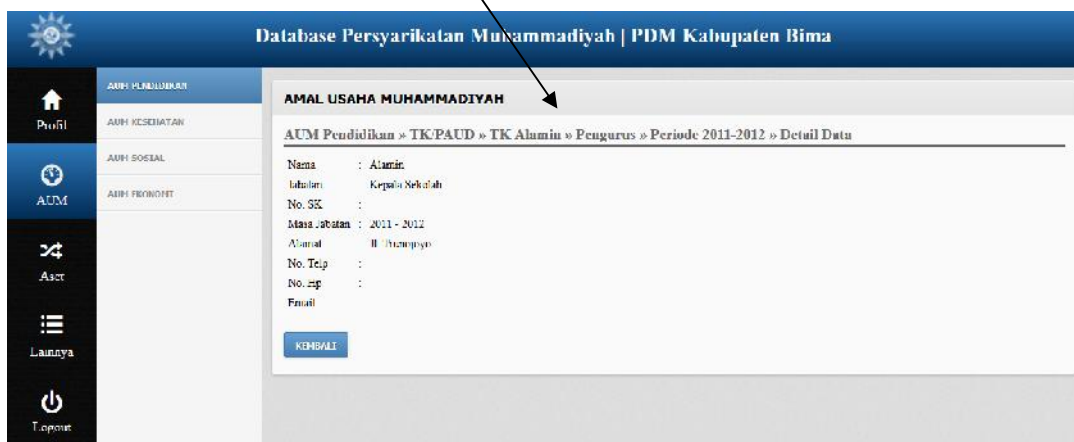 Database Persyarikatan Muhammadiyah | PDM Kabupaten Bima
Profil
AUM
Aset
Lainnya
Logout
AUM PENDIDIKAN
AUM KESEHATAN
AUM SOSIAL
AUM EKONOMI
AMAL USAHA MUHAMMADIYAH
AUM Pendidikan » TK/PAUD » TK Alamin » Pengurus » Periode 2011-2012 » Detail Data
Nama : Alamin
Jabatan Kepala Sekolah
No. SK :
Masa Jabatan : 2011 - 2012
Alamat Jl.
No. Telp :
No. Hp :
Email
KEMBALI